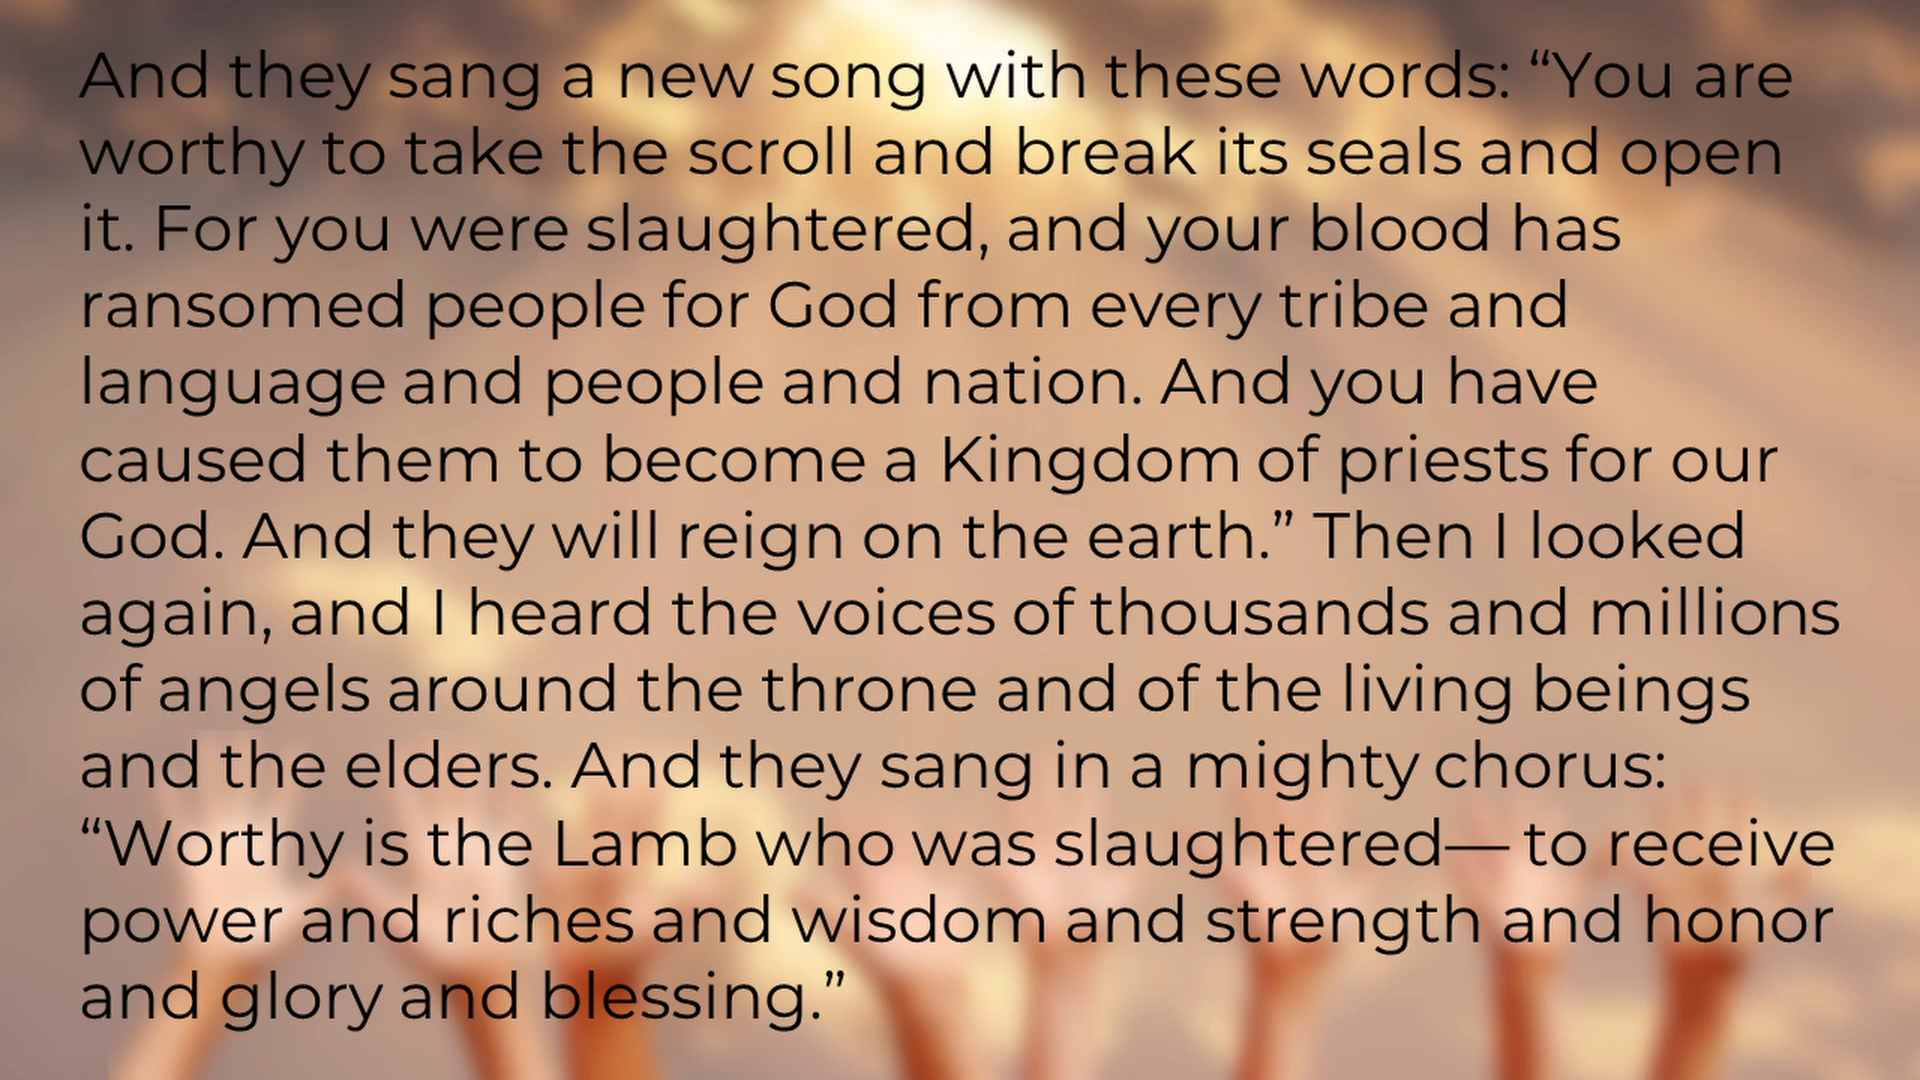 And they sang a new song with these words: “You are
worthy to take the scroll and break its seals and open
it. For you were slaughtered, and your blood has
ransomed people for God from every tribe and
language and people and nation. And you have
caused them to become a Kingdom of priests for our
God. And they will reign on the earth.” Then I looked
again, and I heard the voices of thousands and millions
of angels around the throne and of the living beings
and the elders. And they sang in a mighty chorus:
“Worthy is the Lamb who was slaughtered— to receive
power and riches and wisdom and strength and honor
and glory and blessing.”